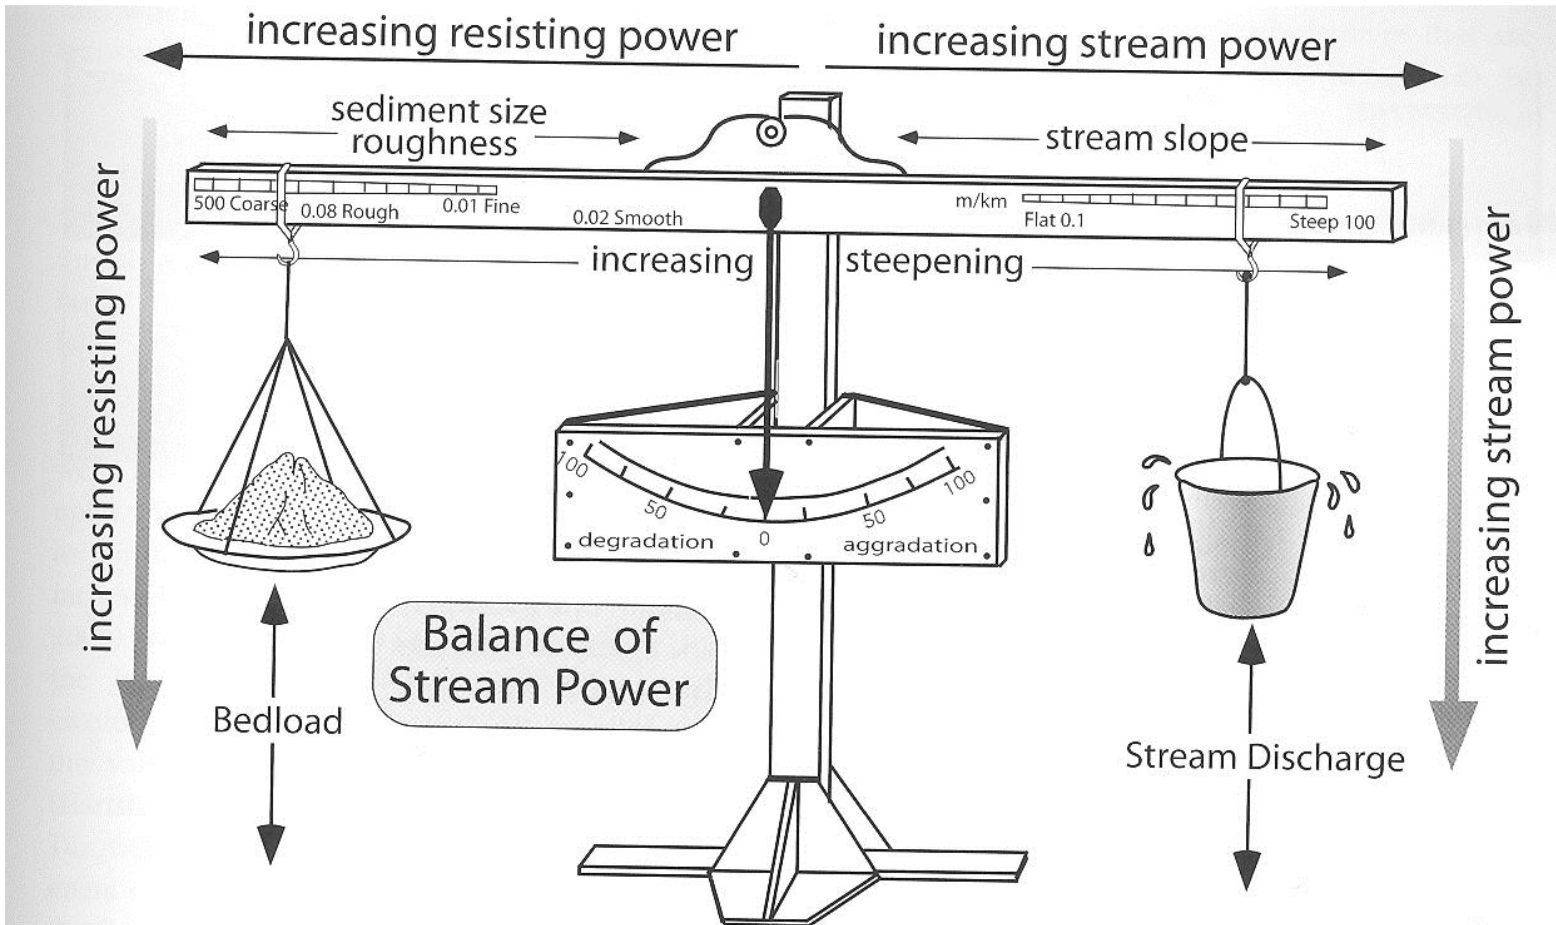 increasing resisting power
increasing stream power
sediment size
roughness
stream slope
500 Coarse
0.08 Rough
0.01 Fine
0.02 Smooth
m/km
Flat 0.1
Steep 100
increasing
steepening
increasing resisting power
increasing stream power
100
50
0
50
100
degradation
aggradation
Balance of
Stream Power
Bedload
Stream Discharge